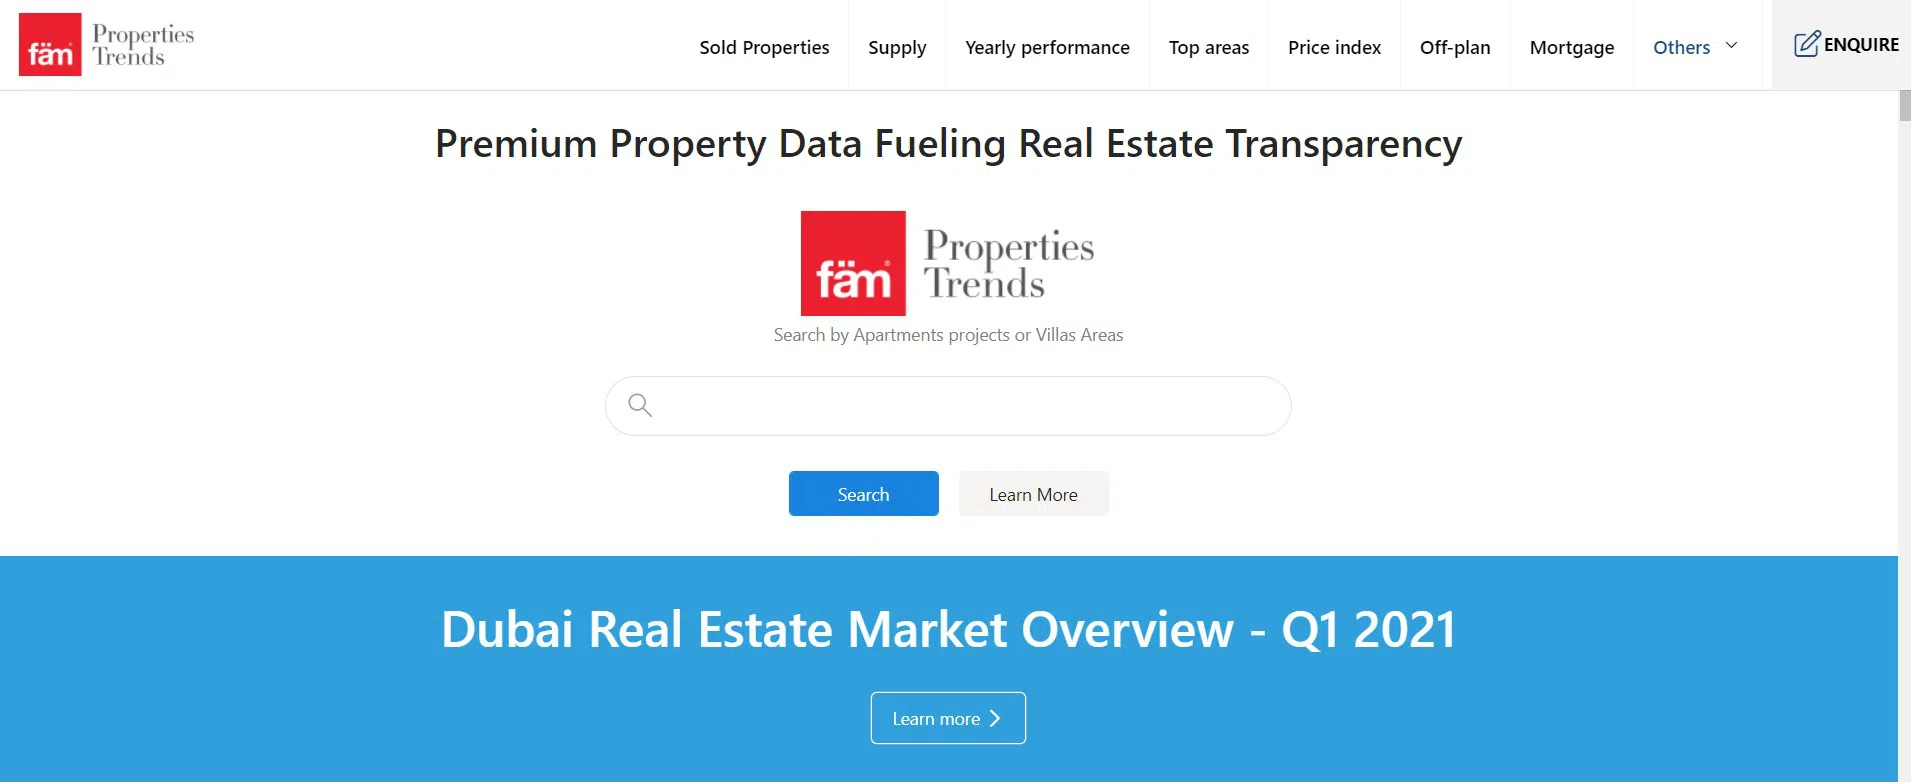 fäm Properties
Trends
Sold Properties Supply Yearly performance Top areas Price index Off-plan Mortgage Others ENQUIRE
Premium Property Data Fueling Real Estate Transparency
fäm® Properties
Trends
Search by Apartments projects or Villas Areas
Search Learn More
Dubai Real Estate Market Overview - Q1 2021
Learn more